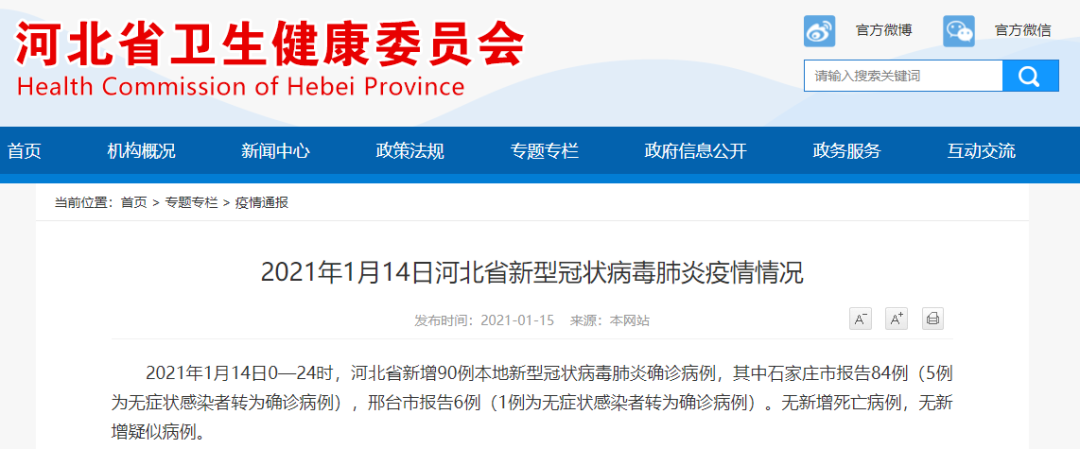 河北省卫生健康委员会
Health Commission of Hebei Province
官方微博
官方微信
请输入搜索关键词
首页 机构概况 新闻中心 政策法规 专题专栏 政府信息公开 政务服务 互动交流
当前位置：首页 > 专题专栏 > 疫情通报
2021年1月14日河北省新型冠状病毒肺炎疫情情况
发布时间：2021-01-15 来源：本网站
A- A+
2021年1月14日0—24时，河北省新增90例本地新型冠状病毒肺炎确诊病例，其中石家庄市报告84例（5例
为无症状感染者转为确诊病例），邢台市报告6例（1例为无症状感染者转为确诊病例）。无新增死亡病例，无新
增疑似病例。